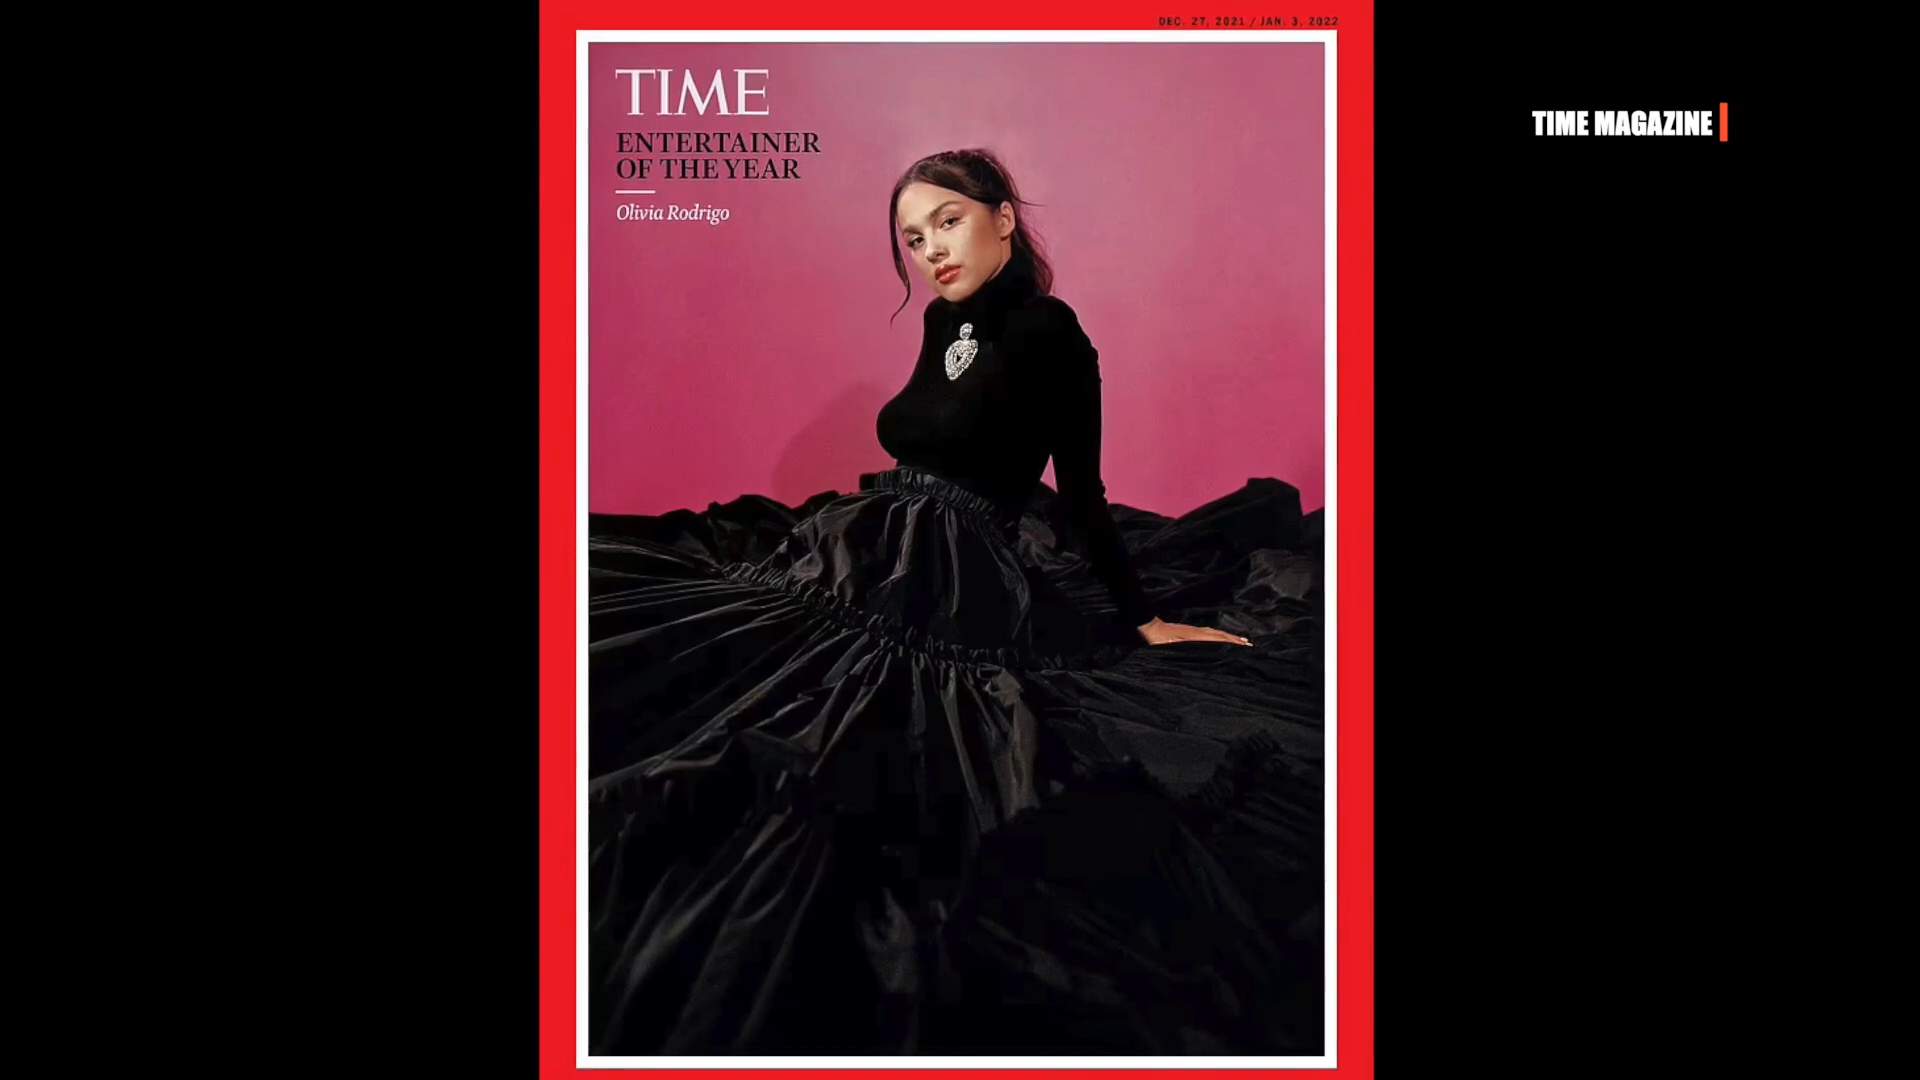 DEC. 27, 2021 / JAN. 3, 2022
TIME
ENTERTAINER
OF THE YEAR
Olivia Rodrigo
TIME MAGAZINE